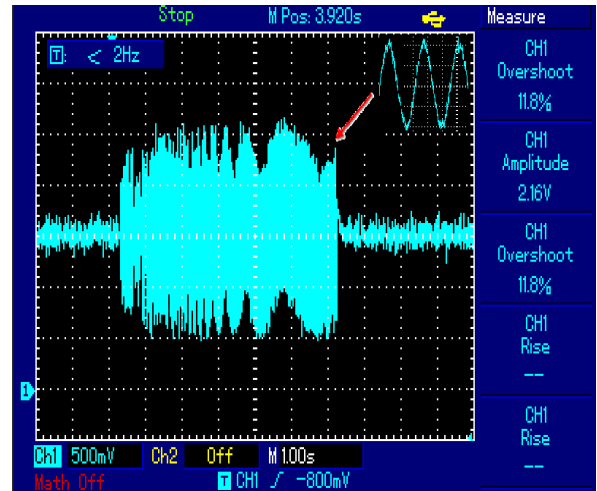 Stop M Pos: 3.920s Measure
T: < 2Hz
CH1
Overshoot
11.8%
CH1
Amplitude
2.16V
CH1
Overshoot
11.8%
CH1
Rise
--
CH1
Rise
--
1
Ch1 500mV Ch2 Off M 1.00s
Math Off T CH1 -800mV